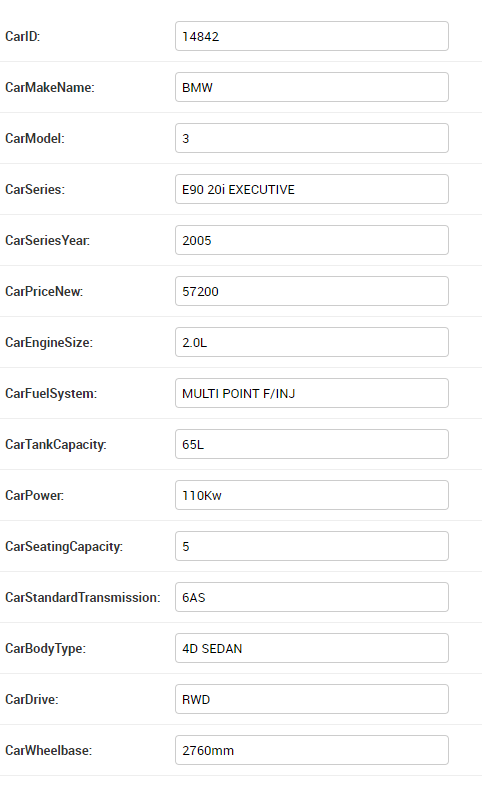 CarID: 14842
CarMakeName: BMW
CarModel: 3
CarSeries: E90 20i EXECUTIVE
CarSeriesYear: 2005
CarPriceNew: 57200
CarEngineSize: 2.0L
CarFuelSystem: MULTI POINT F/INJ
CarTankCapacity: 65L
CarPower: 110Kw
CarSeatingCapacity: 5
CarStandardTransmission: 6AS
CarBodyType: 4D SEDAN
CarDrive: RWD
CarWheelbase: 2760mm